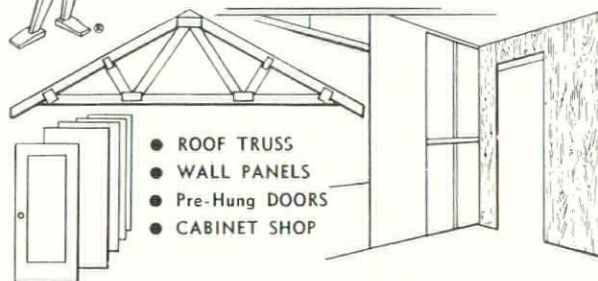 ®
● ROOF TRUSS
● WALL PANELS
● Pre-Hung DOORS
● CABINET SHOP